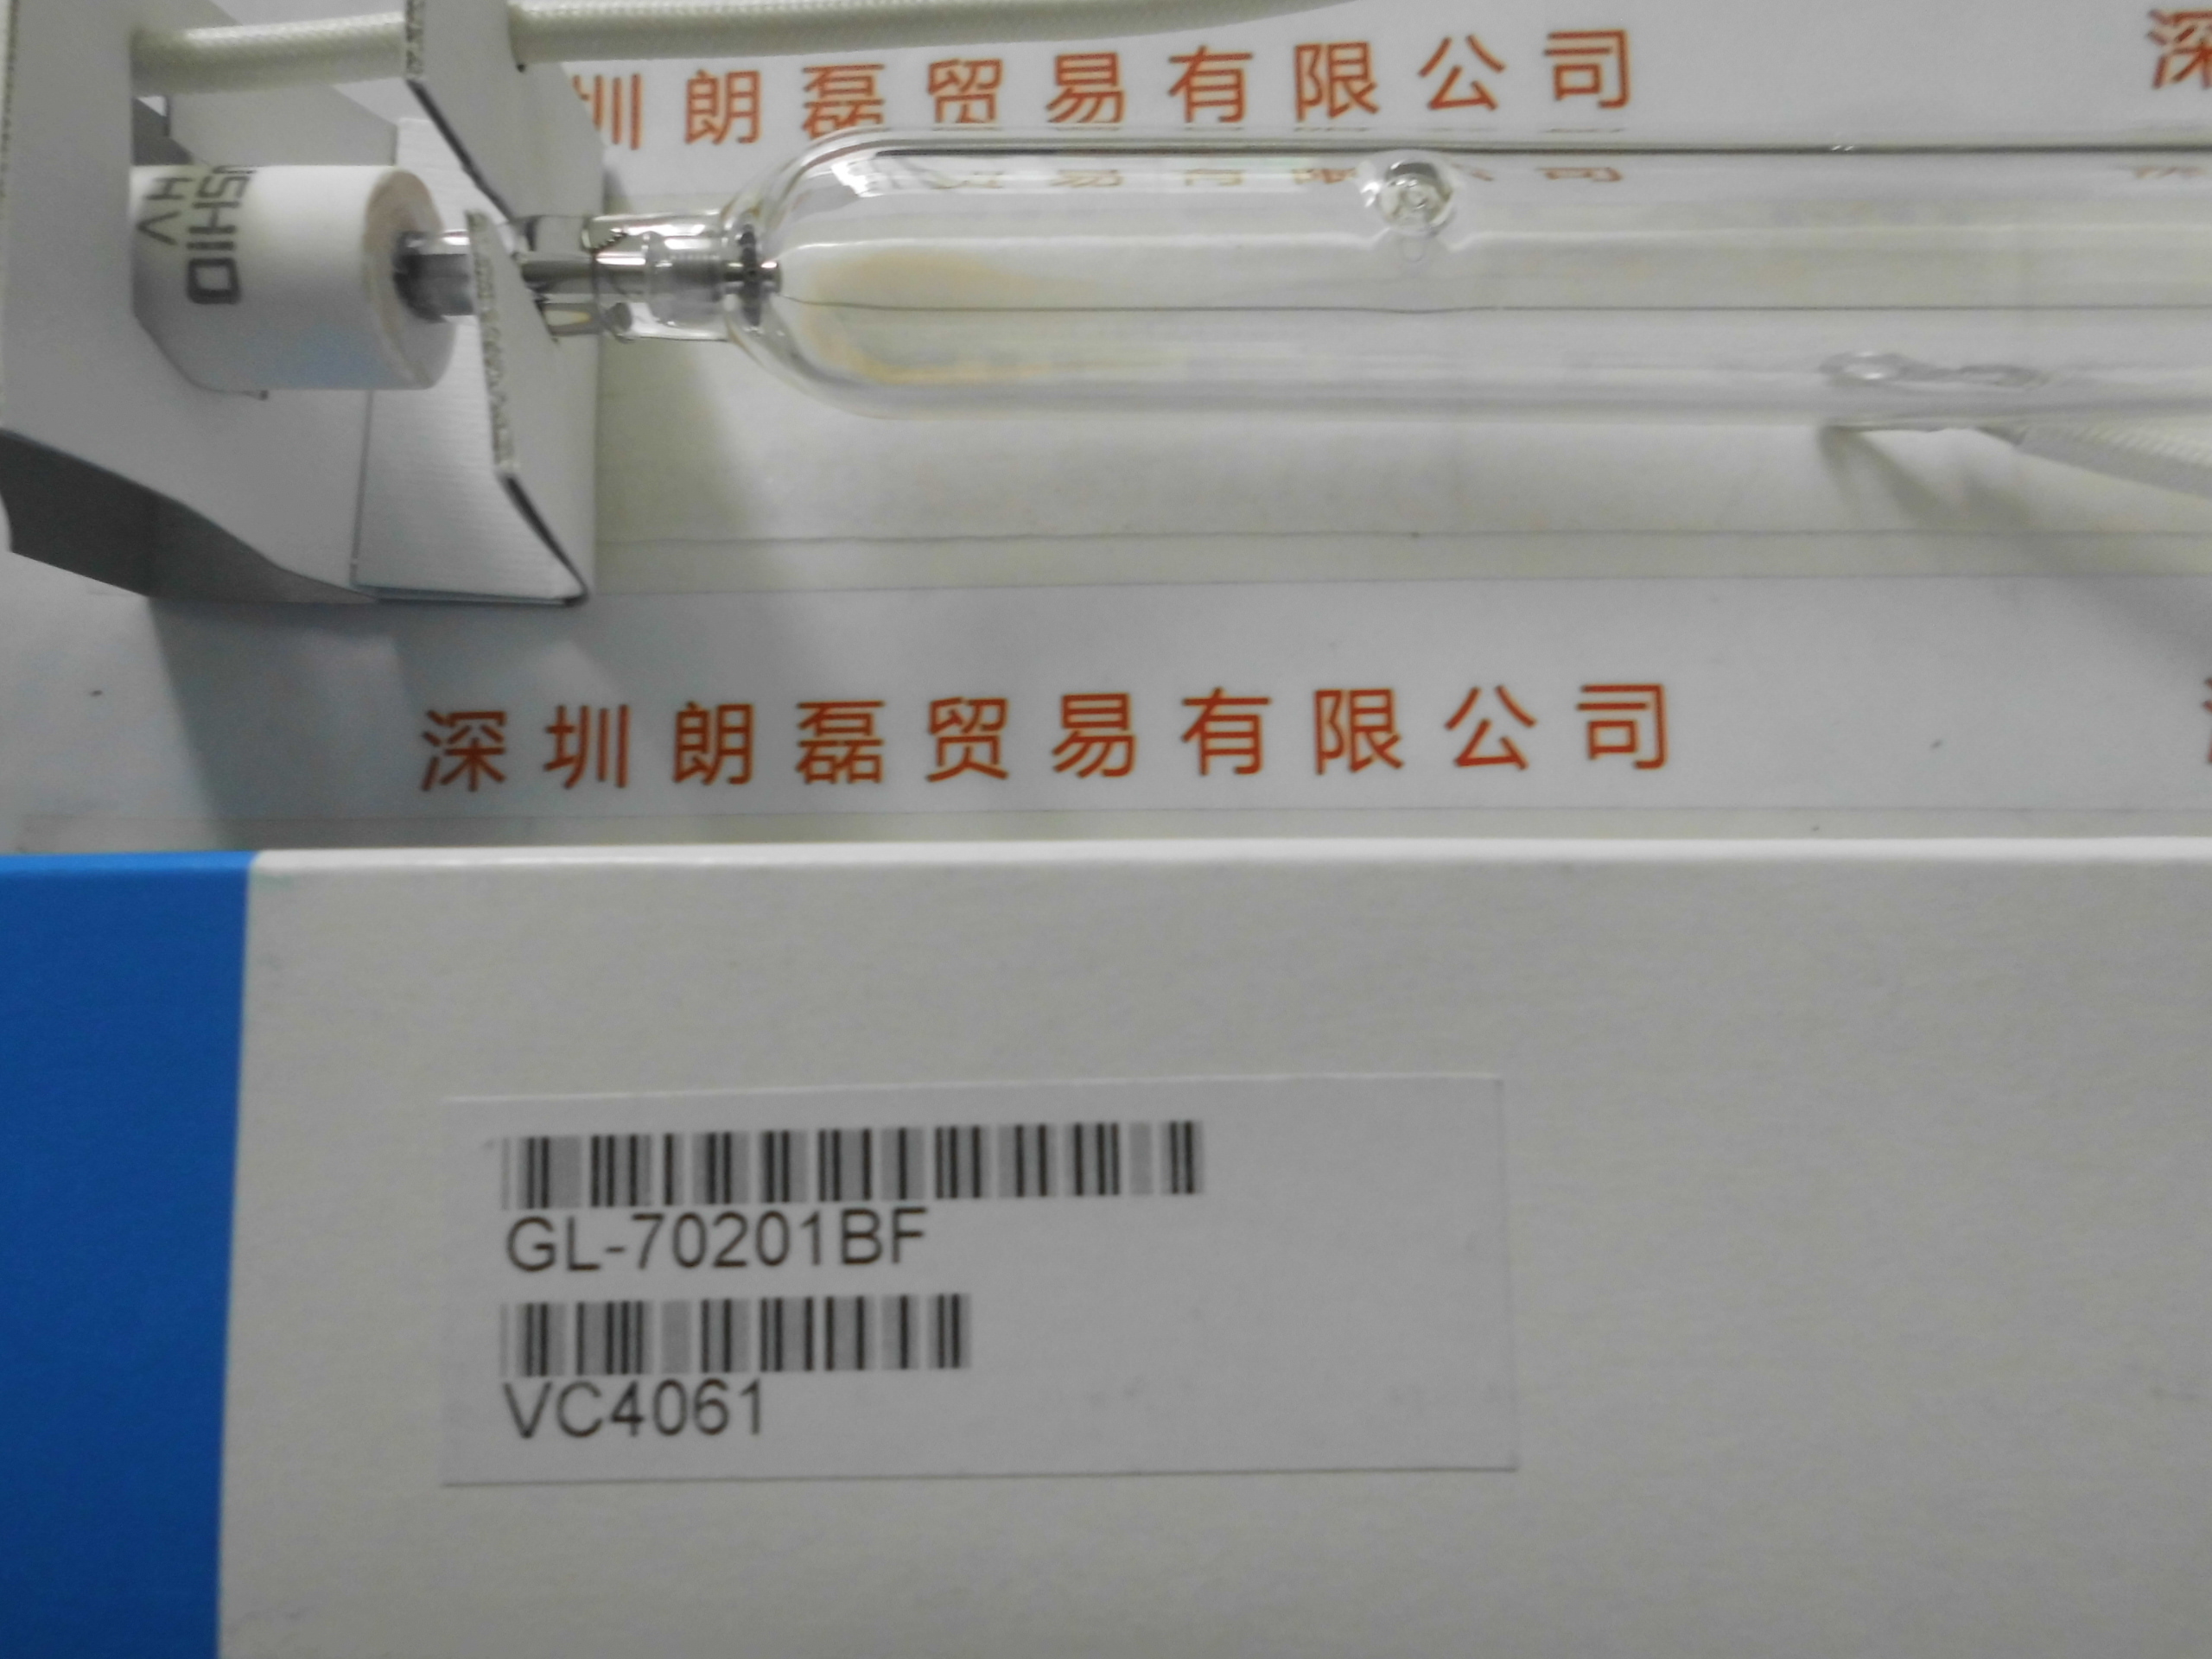 圳朗磊贸易有限公司
深
USHIO
HV
深圳朗磊贸易有限公司
GL-70201BF
VC4061